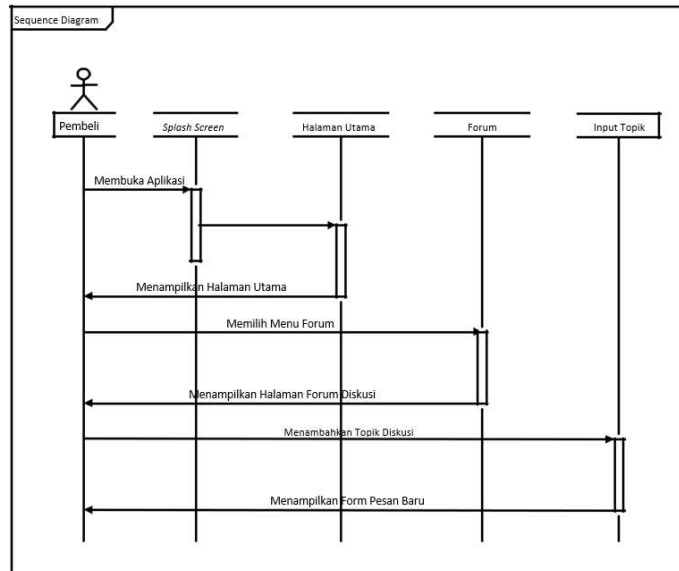 Sequence Diagram
Pembeli
Splash Screen
Halaman Utama
Forum
Input Topik
Membuka Aplikasi
Menampilkan Halaman Utama
Memilih Menu Forum
Menampilkan Halaman Forum Diskusi
Menambahkan Topik Diskusi
Menampilkan Form Pesan Baru